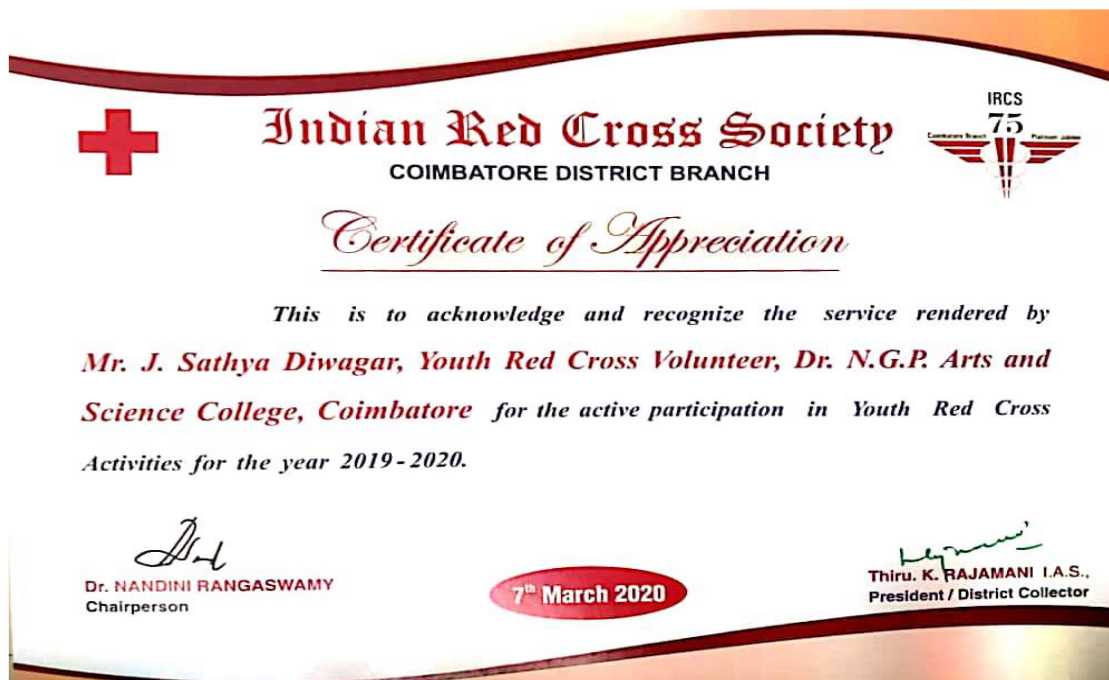 IRCS
75
Coimbatore Branch Platinum Jubilee
Indian Red Cross Society
COIMBATORE DISTRICT BRANCH
Certificate of Appreciation
This is to acknowledge and recognize the service rendered by
Mr. J. Sathya Diwagar, Youth Red Cross Volunteer, Dr. N.G.P. Arts and
Science College, Coimbatore for the active participation in Youth Red Cross
Activities for the year 2019-2020.
Dr. NANDINI RANGASWAMY
Chairperson
7th March 2020
Thiru. K. RAJAMANI I.A.S.,
President / District Collector